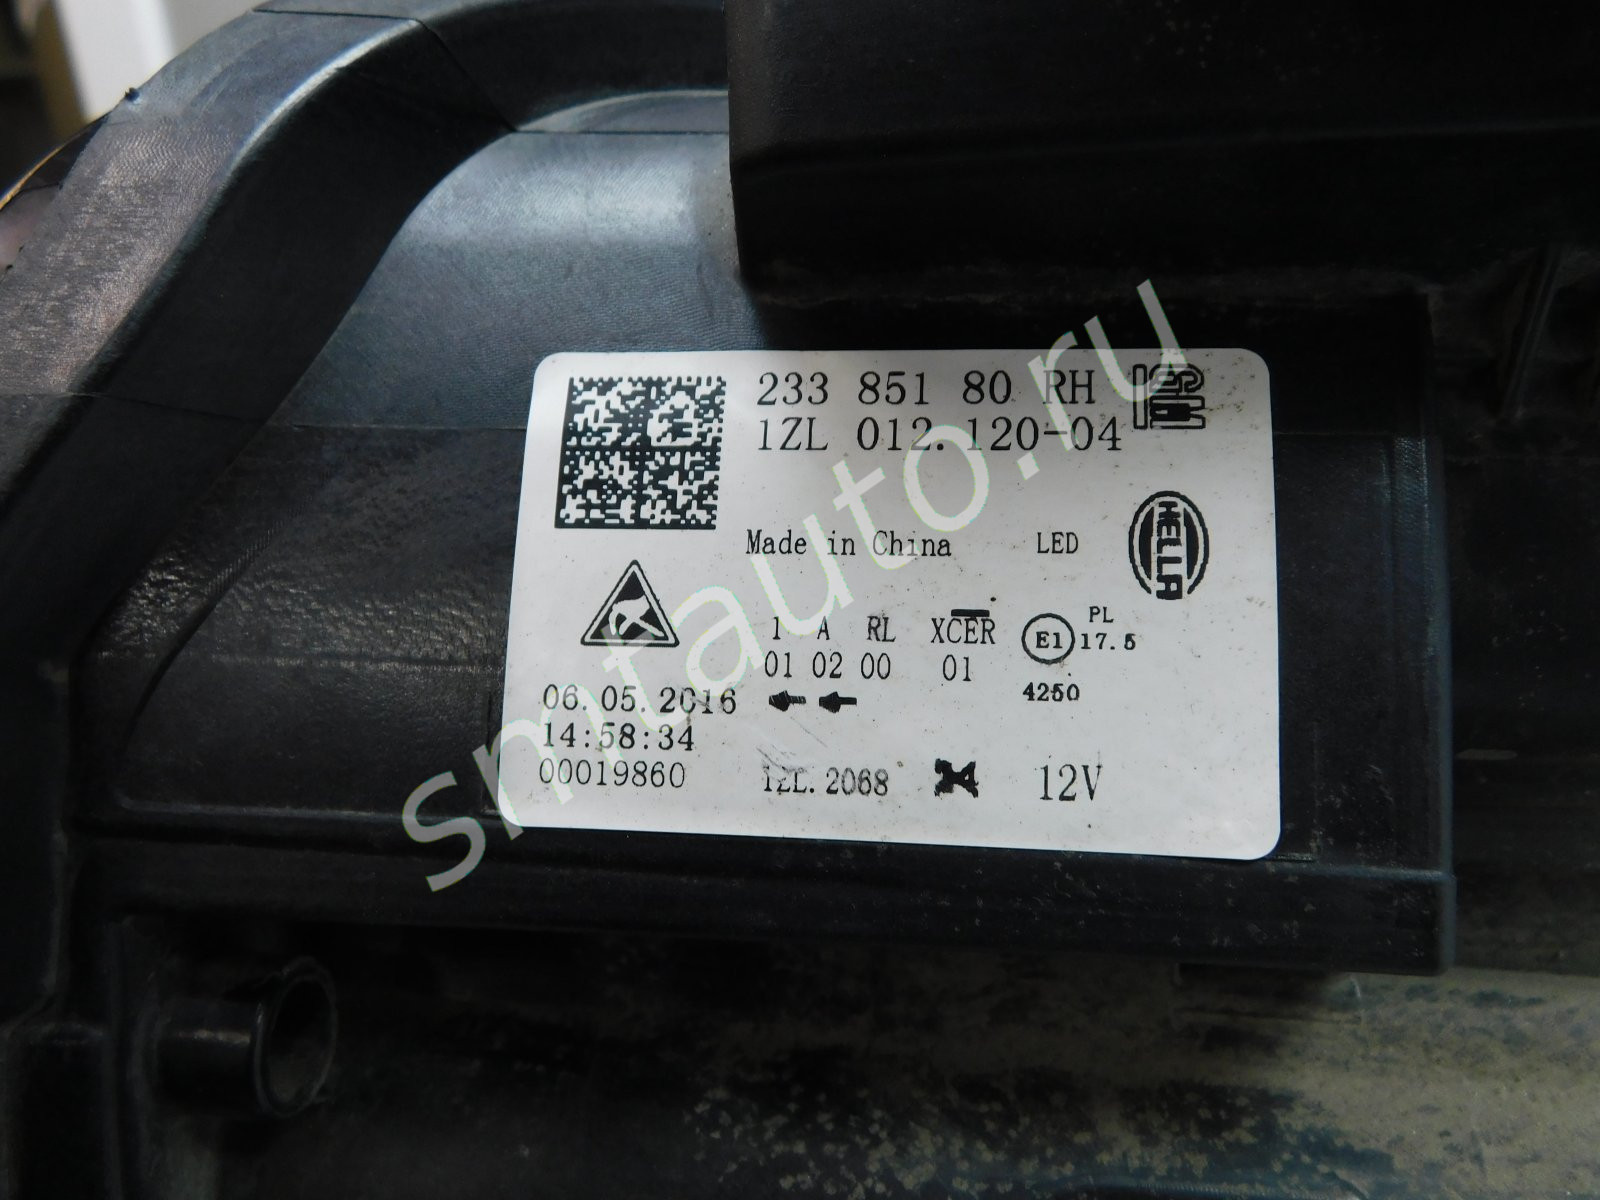 233 851 80 RH
1ZL 012.120-04
Made in China LED
HELLA
1 A RL XCER E1 PL 17.5
01 02 00 01
4250
06.05.2016
14:58:34
00019860 1ZL.2068 12V
smtauto.ru